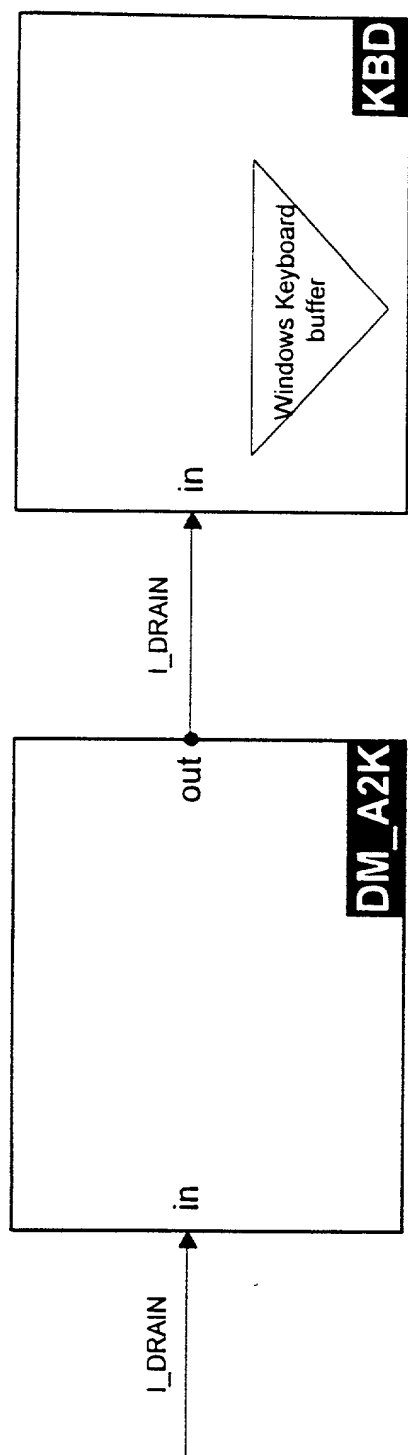 I_DRAIN
in
out
DM_A2K
I_DRAIN
in
Windows Keyboard
buffer
KBD